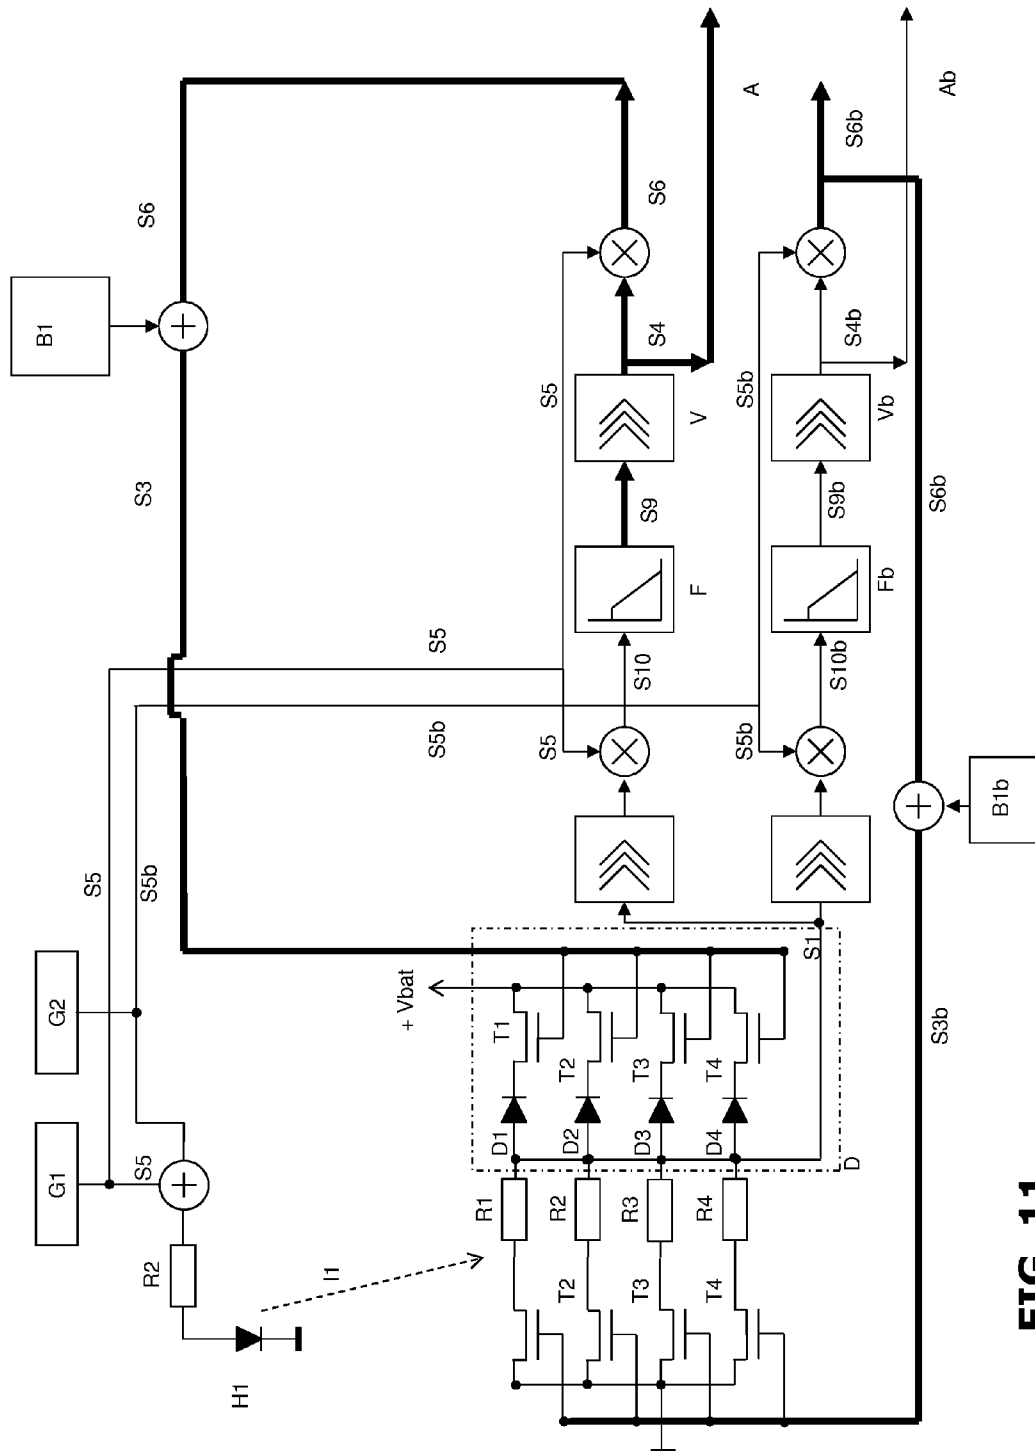 A
Ab
S6
S6
S6b
B1
S4
S4b
S5
S5b
V
Vb
S3
S9
S9b
S6b
F
Fb
S5
S10
S10b
S5b
S5
S5b
B1b
S5
S5b
G2
+ Vbat
S1
T1
T2
T3
T4
S3b
D1
D2
D3
D4
D
G1
S5
R1
R2
R3
R4
R2
I1
T2
T3
T4
H1
FIG. 11